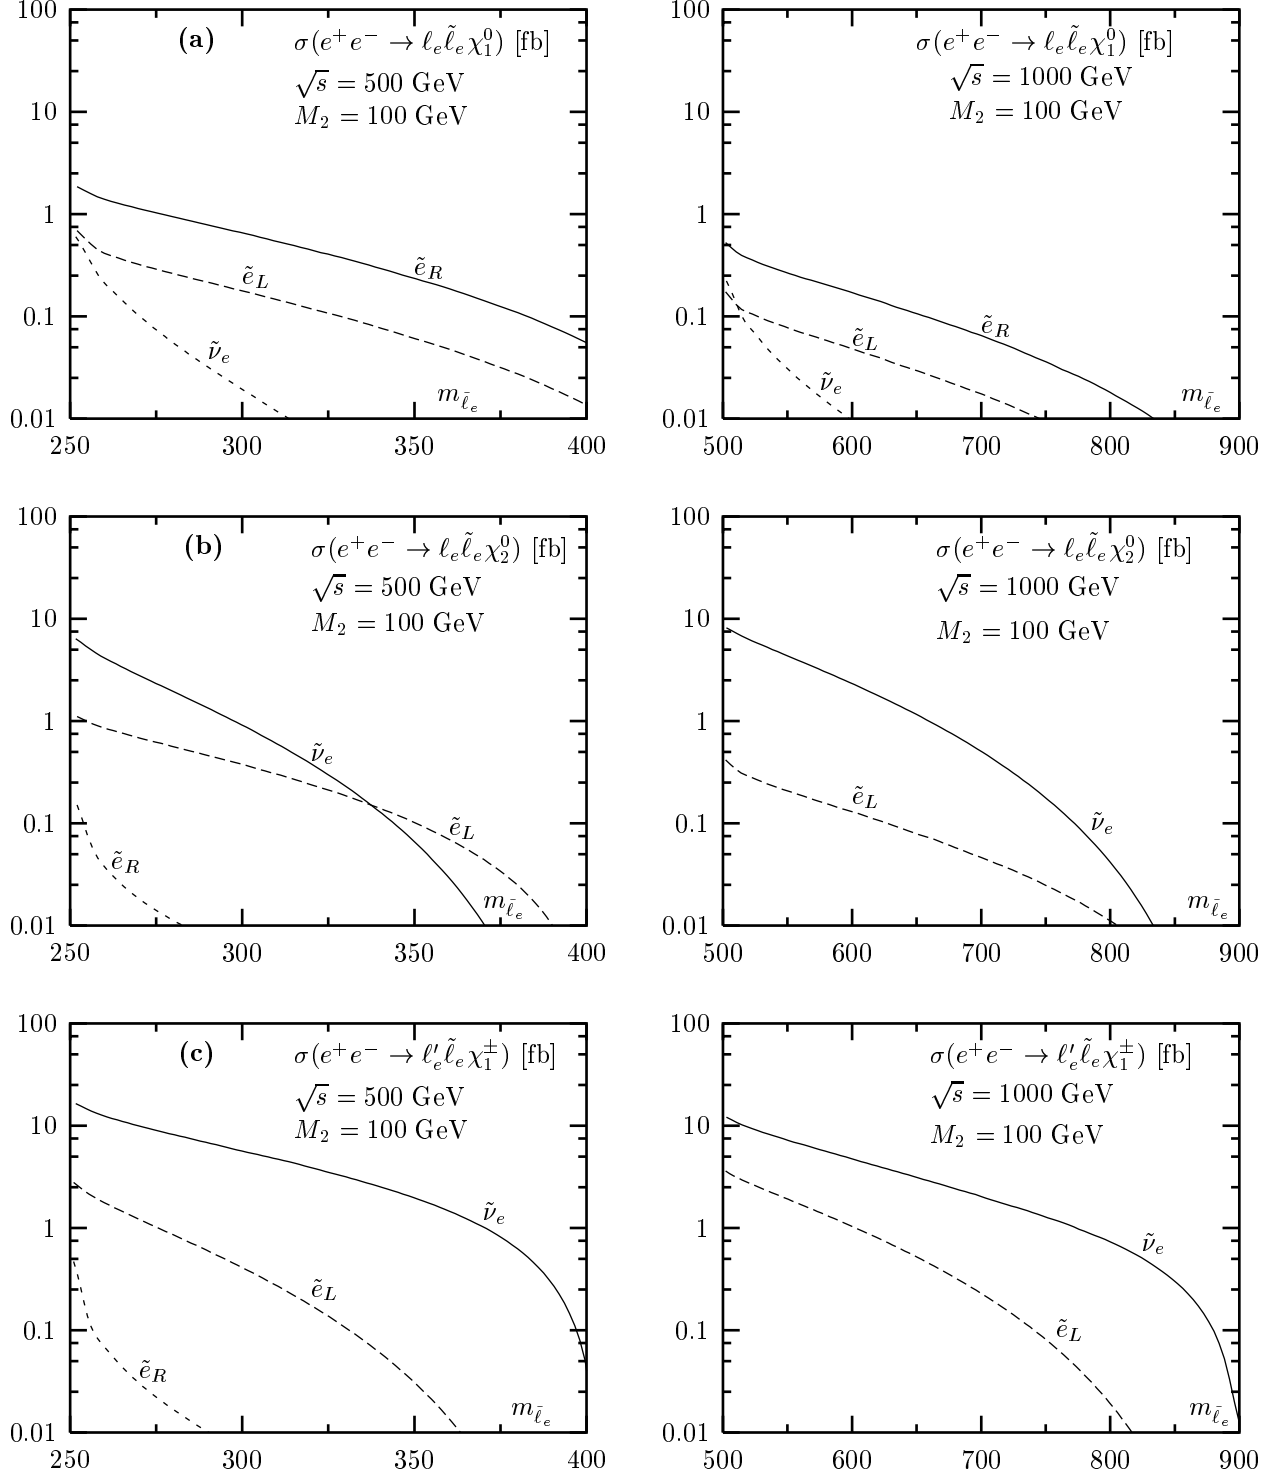 100
10
1
0.1
0.01
250 300 350 400
(a) σ(e⁺e⁻ → ℓₑℓ̃ₑχ₁⁰) [fb]
√s = 500 GeV
M₂ = 100 GeV
ẽ_R
ẽ_L
ν̃ₑ
m_ℓ̃ₑ
100
10
1
0.1
0.01
500 600 700 800 900
σ(e⁺e⁻ → ℓₑℓ̃ₑχ₁⁰) [fb]
√s = 1000 GeV
M₂ = 100 GeV
ẽ_R
ẽ_L
ν̃ₑ
m_ℓ̃ₑ
100
10
1
0.1
0.01
250 300 350 400
(b) σ(e⁺e⁻ → ℓₑℓ̃ₑχ₂⁰) [fb]
√s = 500 GeV
M₂ = 100 GeV
ν̃ₑ
ẽ_L
ẽ_R
m_ℓ̃ₑ
100
10
1
0.1
0.01
500 600 700 800 900
σ(e⁺e⁻ → ℓₑℓ̃ₑχ₂⁰) [fb]
√s = 1000 GeV
M₂ = 100 GeV
ẽ_L
ν̃ₑ
m_ℓ̃ₑ
100
10
1
0.1
0.01
250 300 350 400
(c) σ(e⁺e⁻ → ℓ′ₑℓ̃ₑχ₁^±) [fb]
√s = 500 GeV
M₂ = 100 GeV
ν̃ₑ
ẽ_L
ẽ_R
m_ℓ̃ₑ
100
10
1
0.1
0.01
500 600 700 800 900
σ(e⁺e⁻ → ℓ′ₑℓ̃ₑχ₁^±) [fb]
√s = 1000 GeV
M₂ = 100 GeV
ν̃ₑ
ẽ_L
m_ℓ̃ₑ